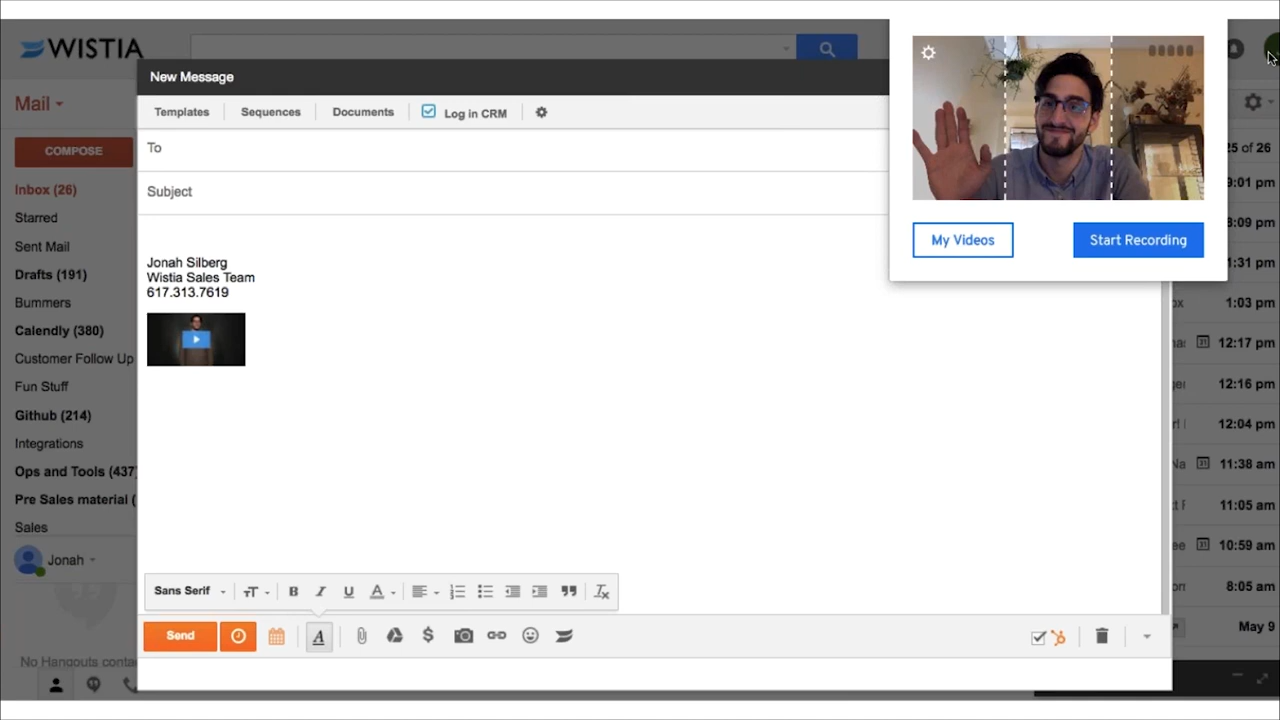 WISTIA
New Message
Mail
Templates Sequences Documents Log in CRM
COMPOSE
To
25 of 26
Inbox (26)
Subject
9:01 pm
Starred
8:09 pm
Sent Mail
My Videos Start Recording
Jonah Silberg
1:31 pm
Drafts (191)
Wistia Sales Team
617.313.7619
Bummers
1:03 pm
Calendly (380)
12:17 pm
Customer Follow Up
Fun Stuff
12:16 pm
Github (214)
12:04 pm
Integrations
11:38 am
Ops and Tools (437)
Pre Sales material (
11:05 am
Sales
10:59 am
Jonah
8:05 am
Sans Serif
May 9
Send
No Hangouts conta